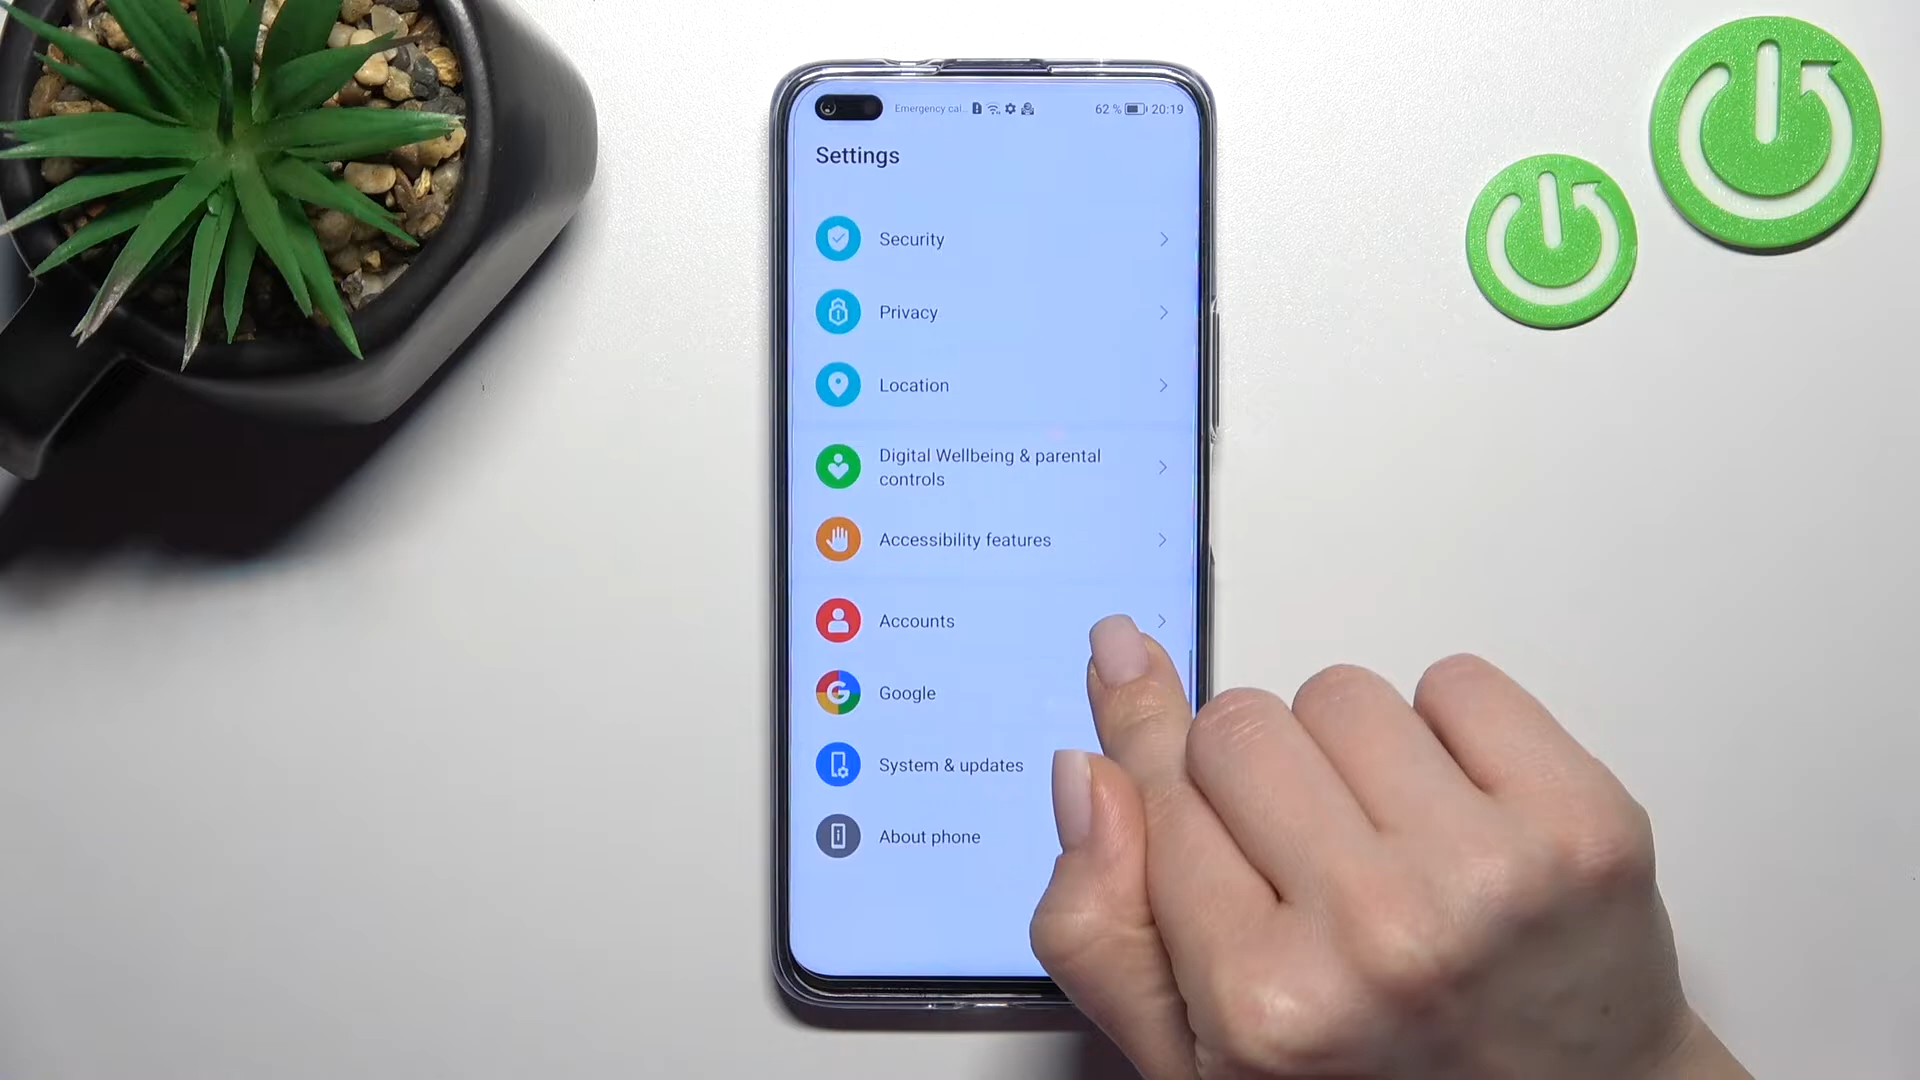 Emergency cal...
62 % 20:19
Settings
Security
Privacy
Location
Digital Wellbeing & parental
controls
Accessibility features
Accounts
Google
System & updates
About phone